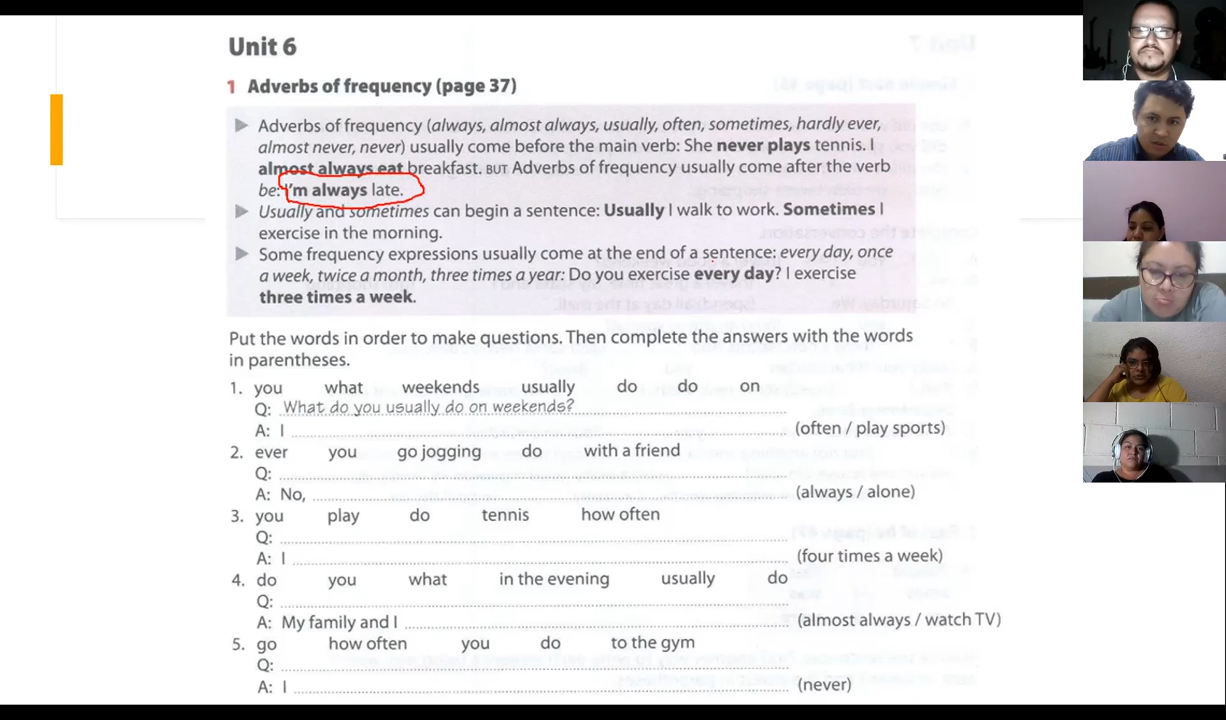 Unit 6
1 Adverbs of frequency (page 37)
▶ Adverbs of frequency (always, almost always, usually, often, sometimes, hardly ever,
almost never, never) usually come before the main verb: She never plays tennis. I
almost always eat breakfast. BUT Adverbs of frequency usually come after the verb
be: I'm always late.
▶ Usually and sometimes can begin a sentence: Usually I walk to work. Sometimes I
exercise in the morning.
▶ Some frequency expressions usually come at the end of a sentence: every day, once
a week, twice a month, three times a year: Do you exercise every day? I exercise
three times a week.
Put the words in order to make questions. Then complete the answers with the words
in parentheses.
1. you what weekends usually do do on
Q: What do you usually do on weekends?
A: I (often / play sports)
2. ever you go jogging do with a friend
Q:
A: No, (always / alone)
3. you play do tennis how often
Q:
A: I (four times a week)
4. do you what in the evening usually do
Q:
A: My family and I (almost always / watch TV)
5. go how often you do to the gym
Q:
A: I (never)